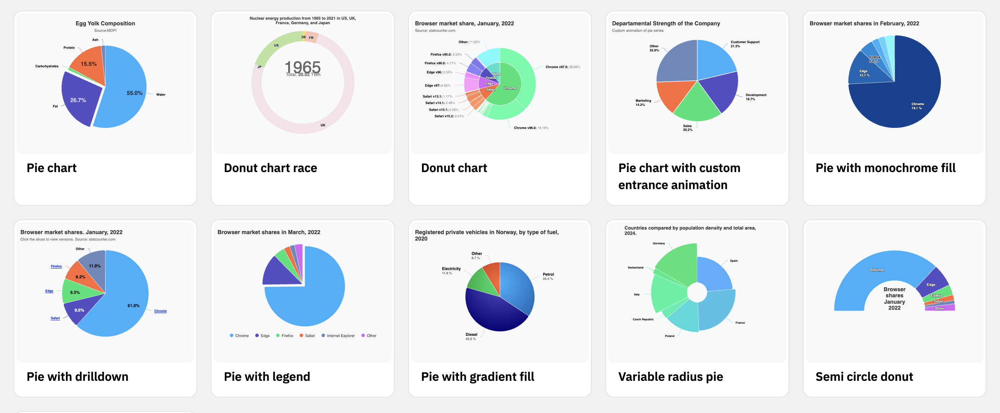 Egg Yolk Composition
Source:MDPI
Ash
Protein
15.5%
Carbohydrates
55.0%
Water
26.7%
Fat
Pie chart
Nuclear energy production from 1965 to 2021 in US, UK,
France, Germany, and Japan
DE
FR
US
JP
1965
Total: 20.02 TWh
UK
Donut chart race
Browser market share, January, 2022
Source: statcounter.com
Other: 11.02%
Firefox v95.0: 3.33%
Firefox v96.0: 4.17%
Edge v96: 2.55%
Edge v97: 6.62%
Safari v13.1: 1.17%
Safari v14.1: 2.48%
Safari v15.1: 2.29%
Safari v15.2: 2.01%
Chrome v97.0: 36.89%
Chrome v96.0: 18.16%
Other
Firefox
Edge
Safari
Chrome
Donut chart
Departamental Strength of the Company
Custom animation of pie series
Customer Support
21.3%
Other
25.6%
Development
18.7%
Marketing
14.2%
Sales
20.2%
Pie chart with custom
entrance animation
Browser market shares in February, 2022
Firefox
5.0 %
Edge
12.7 %
Chrome
74.1 %
Pie with monochrome fill
Browser market shares. January, 2022
Click the slices to view versions. Source: statcounter.com
Other
11.0%
Firefox
8.2%
Edge
9.3%
61.0%
Chrome
9.5%
Safari
Pie with drilldown
Browser market shares in March, 2022
Chrome
Edge
Firefox
Safari
Internet Explorer
Other
Pie with legend
Registered private vehicles in Norway, by type of fuel,
2020
Other
8.7 %
Electricity
11.9 %
Petrol
34.4 %
Diesel
45.0 %
Pie with gradient fill
Countries compared by population density and total area,
2024.
Germany
Spain
Switzerland
Italy
Czech Republic
France
Poland
Variable radius pie
Chrome
Edge
Firefox
Safari
Other
Browser
shares
January
2022
Semi circle donut